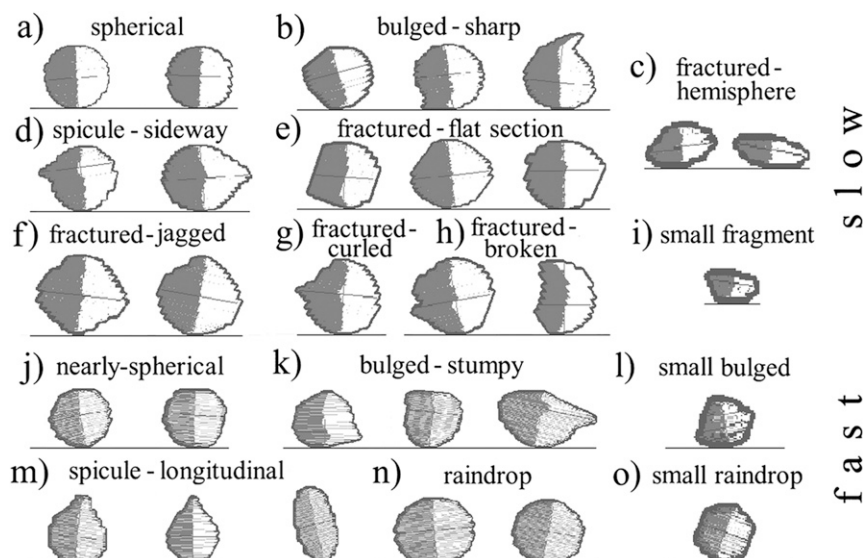 a) spherical
b) bulged - sharp
c) fractured-
hemisphere
d) spicule - sideway
e) fractured - flat section
f) fractured-jagged
g) fractured-
curled
h) fractured-
broken
i) small fragment
slow
j) nearly-spherical
k) bulged - stumpy
l) small bulged
m) spicule - longitudinal
n) raindrop
o) small raindrop
fast